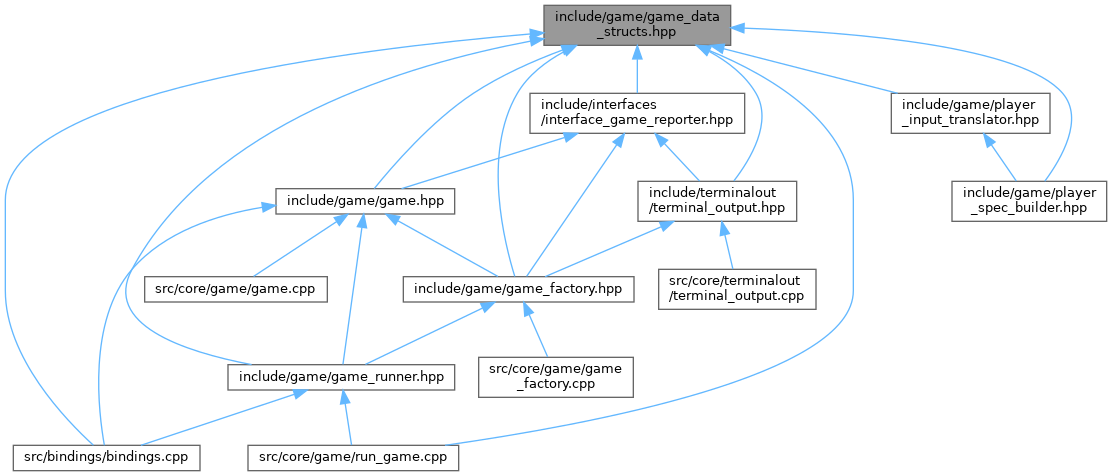 include/game/game_data
_structs.hpp
include/interfaces
/interface_game_reporter.hpp
include/game/player
_input_translator.hpp
include/game/game.hpp
include/terminalout
/terminal_output.hpp
include/game/player
_spec_builder.hpp
src/core/game/game.cpp
include/game/game_factory.hpp
src/core/terminalout
/terminal_output.cpp
include/game/game_runner.hpp
src/core/game/game
_factory.cpp
src/bindings/bindings.cpp
src/core/game/run_game.cpp